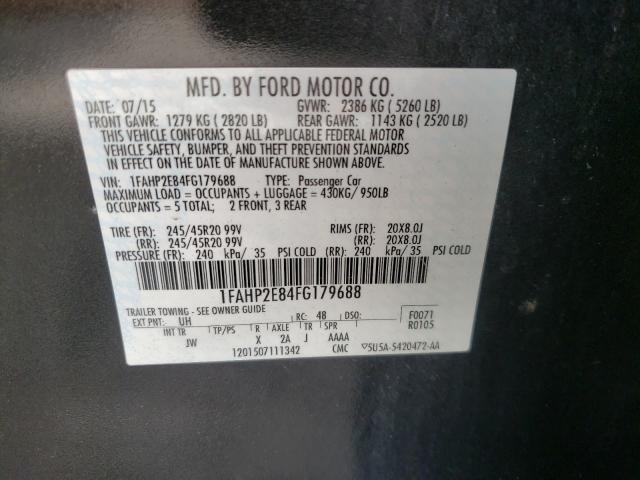 MFD. BY FORD MOTOR CO.
DATE: 07/15 GVWR: 2386 KG ( 5260 LB)
FRONT GAWR: 1279 KG ( 2820 LB) REAR GAWR: 1143 KG ( 2520 LB)
THIS VEHICLE CONFORMS TO ALL APPLICABLE FEDERAL MOTOR
VEHICLE SAFETY, BUMPER, AND THEFT PREVENTION STANDARDS
IN EFFECT ON THE DATE OF MANUFACTURE SHOWN ABOVE.
VIN: 1FAHP2E84FG179688 TYPE: Passenger Car
MAXIMUM LOAD = OCCUPANTS + LUGGAGE = 430KG/ 950LB
OCCUPANTS = 5 TOTAL; 2 FRONT, 3 REAR
TIRE (FR): 245/45R20 99V RIMS (FR): 20X8.0J
(RR): 245/45R20 99V (RR): 20X8.0J
PRESSURE (FR): 240 kPa/ 35 PSI COLD (RR): 240 kPa/ 35 PSI COLD
1FAHP2E84FG179688
TRAILER TOWING - SEE OWNER GUIDE
EXT PNT: UH RC: 48 DSO: F0071
INT TR TP/PS R AXLE TR SPR R0105
JW X 2A J AAAA
1201507111342 CMC 5U5A-5420472-AA